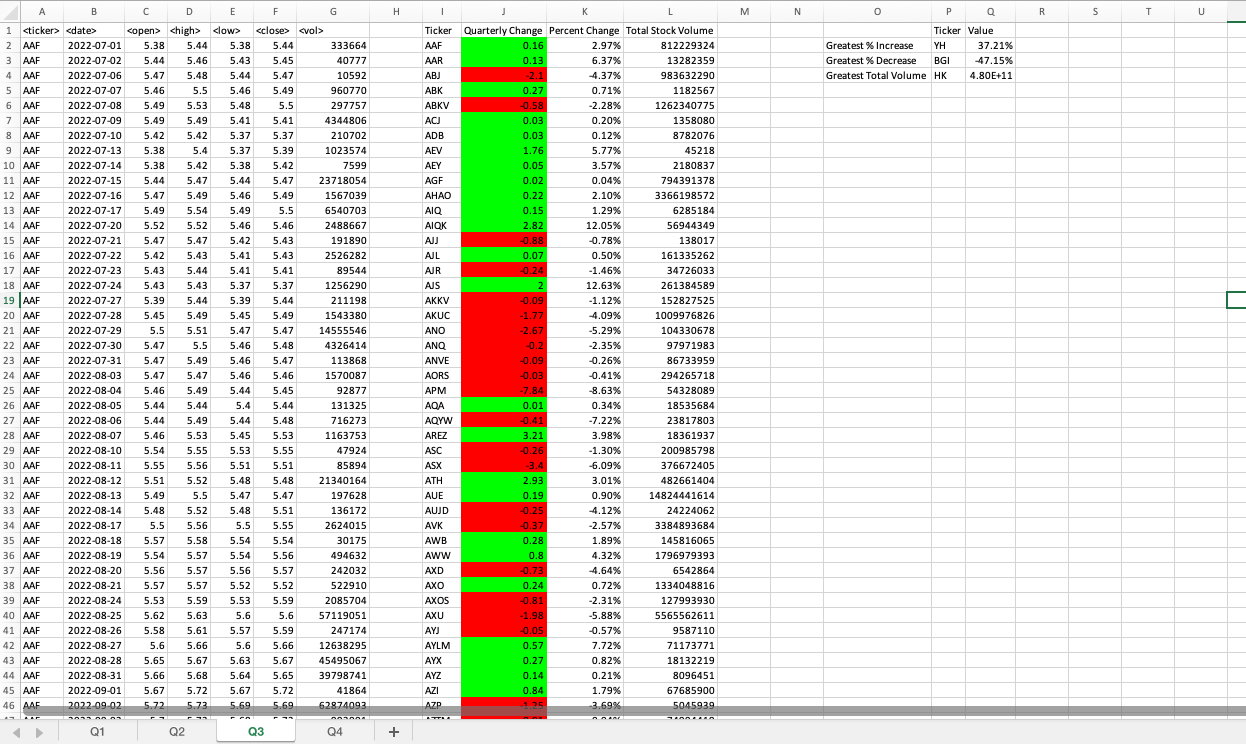 A B C D E F G H I J K L M N O P Q R S T U
1 <ticker> <date> <open> <high> <low> <close> <vol> Ticker Quarterly Change Percent Change Total Stock Volume Ticker Value
2 AAF 2022-07-01 5.38 5.44 5.38 5.44 333664 AAF 0.16 2.97% 812229324 Greatest % Increase YH 37.21%
3 AAF 2022-07-02 5.44 5.46 5.43 5.45 40777 AAR 0.13 6.37% 13282359 Greatest % Decrease BGI -47.15%
4 AAF 2022-07-06 5.47 5.48 5.44 5.47 10592 ABJ -2.1 -4.37% 983632290 Greatest Total Volume HK 4.80E+11
5 AAF 2022-07-07 5.46 5.5 5.46 5.49 960770 ABK 0.27 0.71% 1182567
6 AAF 2022-07-08 5.49 5.53 5.48 5.5 297757 ABKV -0.58 -2.28% 1262340775
7 AAF 2022-07-09 5.49 5.49 5.41 5.41 4344806 ACJ 0.03 0.20% 1358080
8 AAF 2022-07-10 5.42 5.42 5.37 5.37 210702 ADB 0.03 0.12% 8782076
9 AAF 2022-07-13 5.38 5.4 5.37 5.39 1023574 AEV 1.76 5.77% 45218
10 AAF 2022-07-14 5.38 5.42 5.38 5.42 7599 AEY 0.05 3.57% 2180837
11 AAF 2022-07-15 5.44 5.47 5.44 5.47 23718054 AGF 0.02 0.04% 794391378
12 AAF 2022-07-16 5.47 5.49 5.46 5.49 1567039 AHAO 0.22 2.10% 3366198572
13 AAF 2022-07-17 5.49 5.54 5.49 5.5 6540703 AIQ 0.15 1.29% 6285184
14 AAF 2022-07-20 5.52 5.52 5.46 5.46 2488667 AIQK 2.82 12.05% 56944349
15 AAF 2022-07-21 5.47 5.47 5.42 5.43 191890 AJJ -0.88 -0.78% 138017
16 AAF 2022-07-22 5.42 5.43 5.41 5.43 2526282 AJL 0.07 0.50% 161335262
17 AAF 2022-07-23 5.43 5.44 5.41 5.41 89544 AJR -0.24 -1.46% 34726033
18 AAF 2022-07-24 5.43 5.43 5.37 5.37 1256290 AJS 2 12.63% 261384589
19 AAF 2022-07-27 5.39 5.44 5.39 5.44 211198 AKKV -0.09 -1.12% 152827525
20 AAF 2022-07-28 5.45 5.49 5.45 5.49 1543380 AKUC -1.77 -4.09% 1009976826
21 AAF 2022-07-29 5.5 5.51 5.47 5.47 14555546 ANO -2.67 -5.29% 104330678
22 AAF 2022-07-30 5.47 5.5 5.46 5.48 4326414 ANQ -0.2 -2.35% 97971983
23 AAF 2022-07-31 5.47 5.49 5.46 5.47 113868 ANVE -0.09 -0.26% 86733959
24 AAF 2022-08-03 5.47 5.47 5.46 5.46 1570087 AORS -0.03 -0.41% 294265718
25 AAF 2022-08-04 5.46 5.49 5.44 5.45 92877 APM -7.84 -8.63% 54328089
26 AAF 2022-08-05 5.44 5.44 5.4 5.44 131325 AQA 0.01 0.34% 18535684
27 AAF 2022-08-06 5.44 5.49 5.44 5.48 716273 AQYW -0.41 -7.22% 23817803
28 AAF 2022-08-07 5.46 5.53 5.45 5.53 1163753 AREZ 3.21 3.98% 18361937
29 AAF 2022-08-10 5.54 5.55 5.53 5.55 47924 ASC -0.26 -1.30% 200985798
30 AAF 2022-08-11 5.55 5.56 5.51 5.51 85894 ASX -3.4 -6.09% 376672405
31 AAF 2022-08-12 5.51 5.52 5.48 5.48 21340164 ATH 2.93 3.01% 482661404
32 AAF 2022-08-13 5.49 5.5 5.47 5.47 197628 AUE 0.19 0.90% 14824441614
33 AAF 2022-08-14 5.48 5.52 5.48 5.51 136172 AUJD -0.25 -4.12% 24224062
34 AAF 2022-08-17 5.5 5.56 5.5 5.55 2624015 AVK -0.37 -2.57% 3384893684
35 AAF 2022-08-18 5.57 5.58 5.54 5.54 30175 AWB 0.28 1.89% 145816065
36 AAF 2022-08-19 5.54 5.57 5.54 5.56 494632 AWW 0.8 4.32% 1796979393
37 AAF 2022-08-20 5.56 5.57 5.56 5.57 242032 AXD -0.73 -4.64% 6542864
38 AAF 2022-08-21 5.57 5.57 5.52 5.52 522910 AXO 0.24 0.72% 1334048816
39 AAF 2022-08-24 5.53 5.59 5.53 5.59 2085704 AXOS -0.81 -2.31% 127993930
40 AAF 2022-08-25 5.62 5.63 5.6 5.6 57119051 AXU -1.98 -5.88% 5565562611
41 AAF 2022-08-26 5.58 5.61 5.57 5.59 247174 AYJ -0.05 -0.57% 9587110
42 AAF 2022-08-27 5.6 5.66 5.6 5.66 12638295 AYLM 0.57 7.72% 71173771
43 AAF 2022-08-28 5.65 5.67 5.63 5.67 45495067 AYX 0.27 0.82% 18132219
44 AAF 2022-08-31 5.66 5.68 5.64 5.65 39798741 AYZ 0.14 0.21% 8096451
45 AAF 2022-09-01 5.67 5.72 5.67 5.72 41864 AZI 0.84 1.79% 67685900
46 AAF 2022-09-02 5.72 5.73 5.69 5.69 62874093 AZP -1.25 -3.69% 5045939
Q1 Q2 Q3 Q4 +